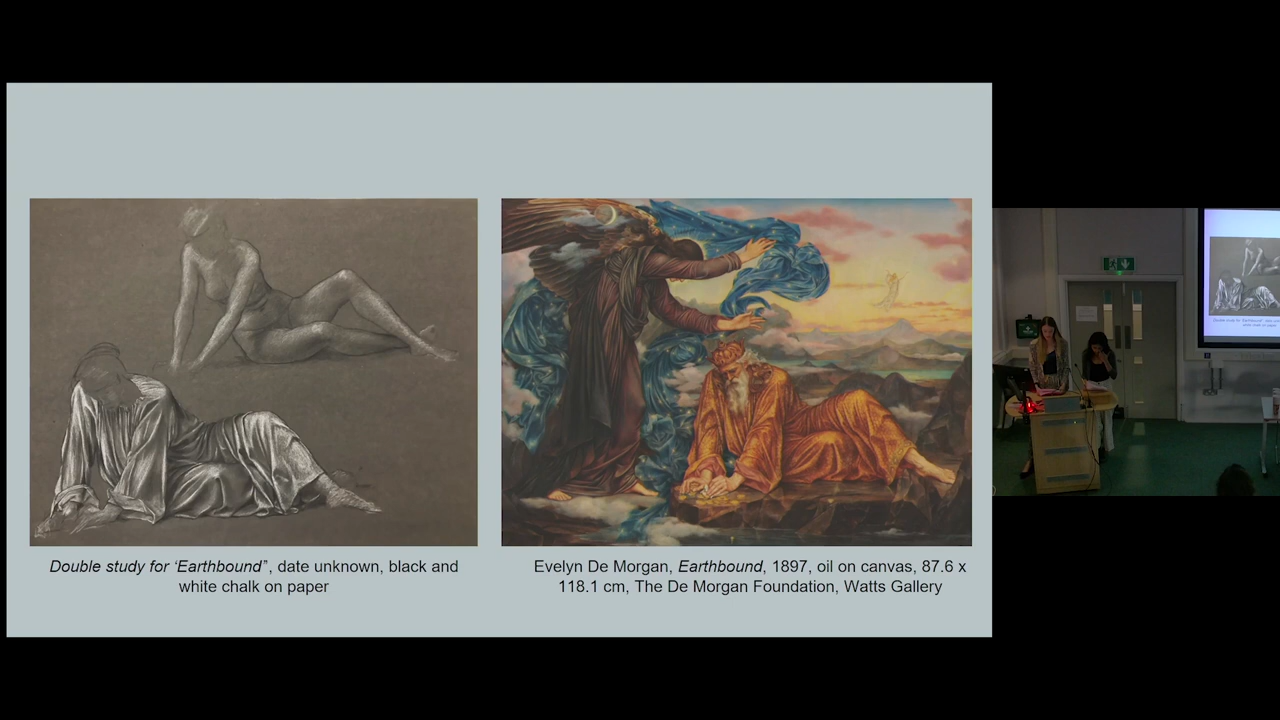 Double study for ‘Earthbound”, date unknown, black and
white chalk on paper
Evelyn De Morgan, Earthbound, 1897, oil on canvas, 87.6 x
118.1 cm, The De Morgan Foundation, Watts Gallery